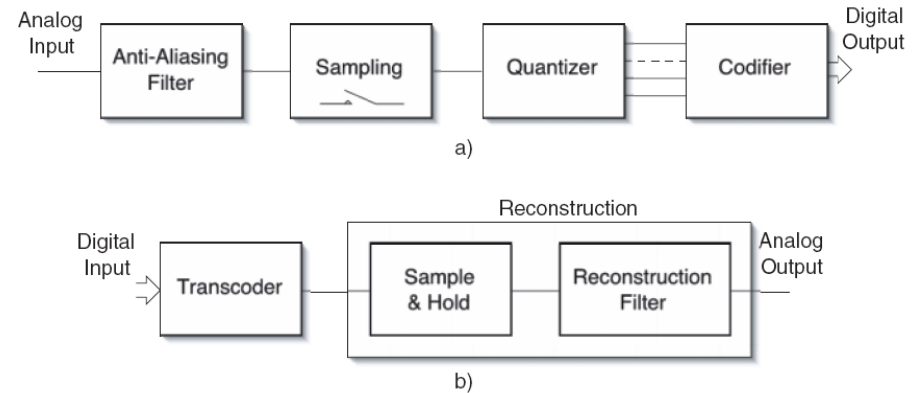 Analog
Input
Anti-Aliasing
Filter
Sampling
Quantizer
Codifier
Digital
Output
a)
Reconstruction
Digital
Input
Transcoder
Sample
& Hold
Reconstruction
Filter
Analog
Output
b)